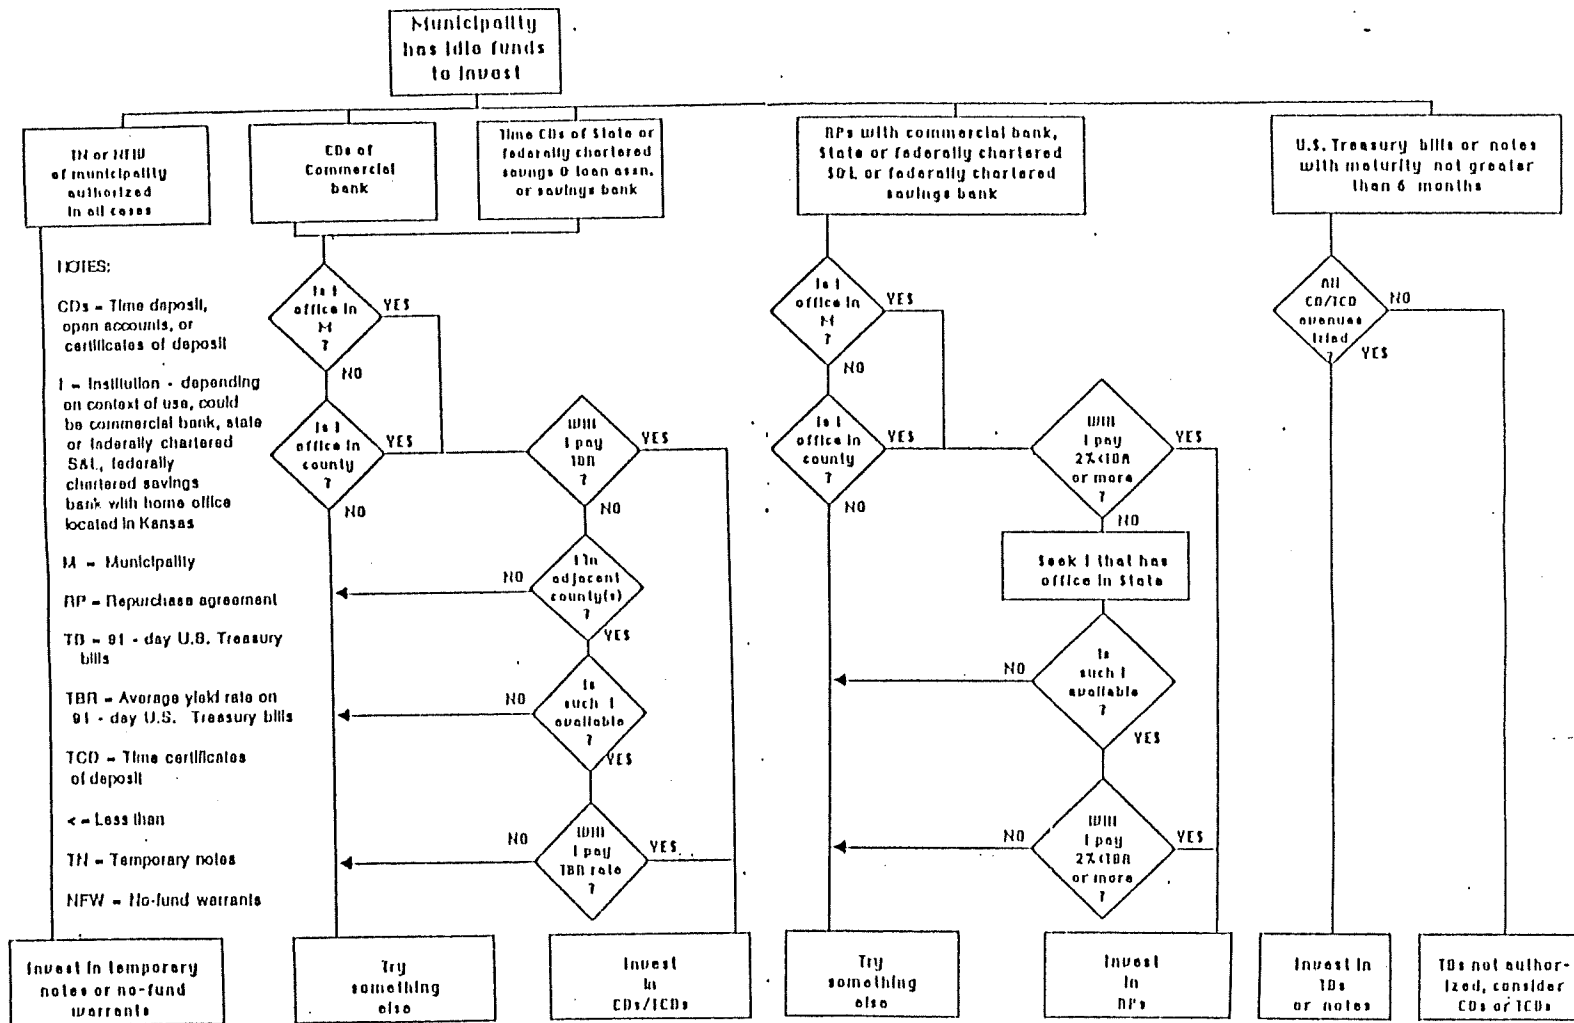 Municipality
has idle funds
to invest
TN or NFW
of municipality
authorized
in all cases
CDs of
Commercial
bank
Time CDs of State or
federally chartered
savings & loan assn.
or savings bank
RPs with commercial bank,
State or federally chartered
S&L or federally chartered
savings bank
U.S. Treasury bills or notes
with maturity not greater
than 6 months
NOTES:
CDs = Time deposit,
open accounts, or
certificates of deposit
I = Institution - depending
on context of use, could
be commercial bank, state
or federally chartered
S&L, federally
chartered savings
bank with home office
located in Kansas
M = Municipality
RP = Repurchase agreement
TB = 91 - day U.S. Treasury
bills
TBR = Average yield rate on
91 - day U.S. Treasury bills
TCD = Time certificates
of deposit
< = Less than
TN = Temporary notes
NFW = No-fund warrants
Is I
office in
M
?
YES
NO
Is I
office in
county
?
YES
NO
Will
I pay
TBR
?
YES
NO
I in
adjacent
county(s)
?
NO
YES
Is
such I
available
?
NO
YES
Will
I pay
TBR rate
?
NO
YES
Is I
office in
M
?
YES
NO
Is I
office in
county
?
YES
NO
Will
I pay
2%<TBR
or more
?
YES
NO
Seek I that has
office in State
Is
such I
available
?
NO
YES
Will
I pay
2%<TBR
or more
?
NO
YES
All
CD/TCD
avenues
tried
?
NO
YES
Invest in temporary
notes or no-fund
warrants
Try
something
else
Invest
in
CDs/TCDs
Try
something
else
Invest
in
RPs
Invest in
TBs
or notes
TBs not author-
ized, consider
CDs or TCDs